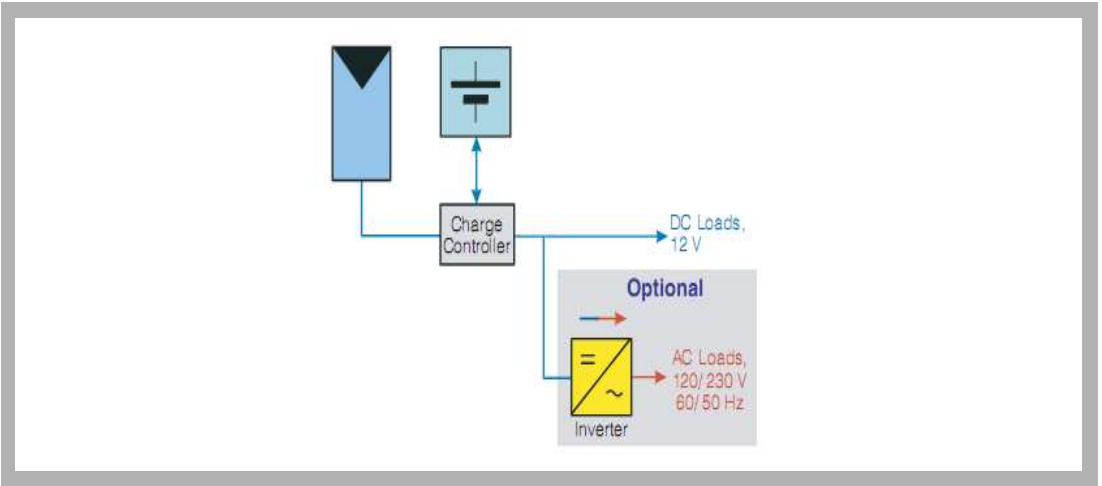 Charge
Controller
DC Loads,
12 V
Optional
AC Loads,
120/ 230 V
60/ 50 Hz
Inverter